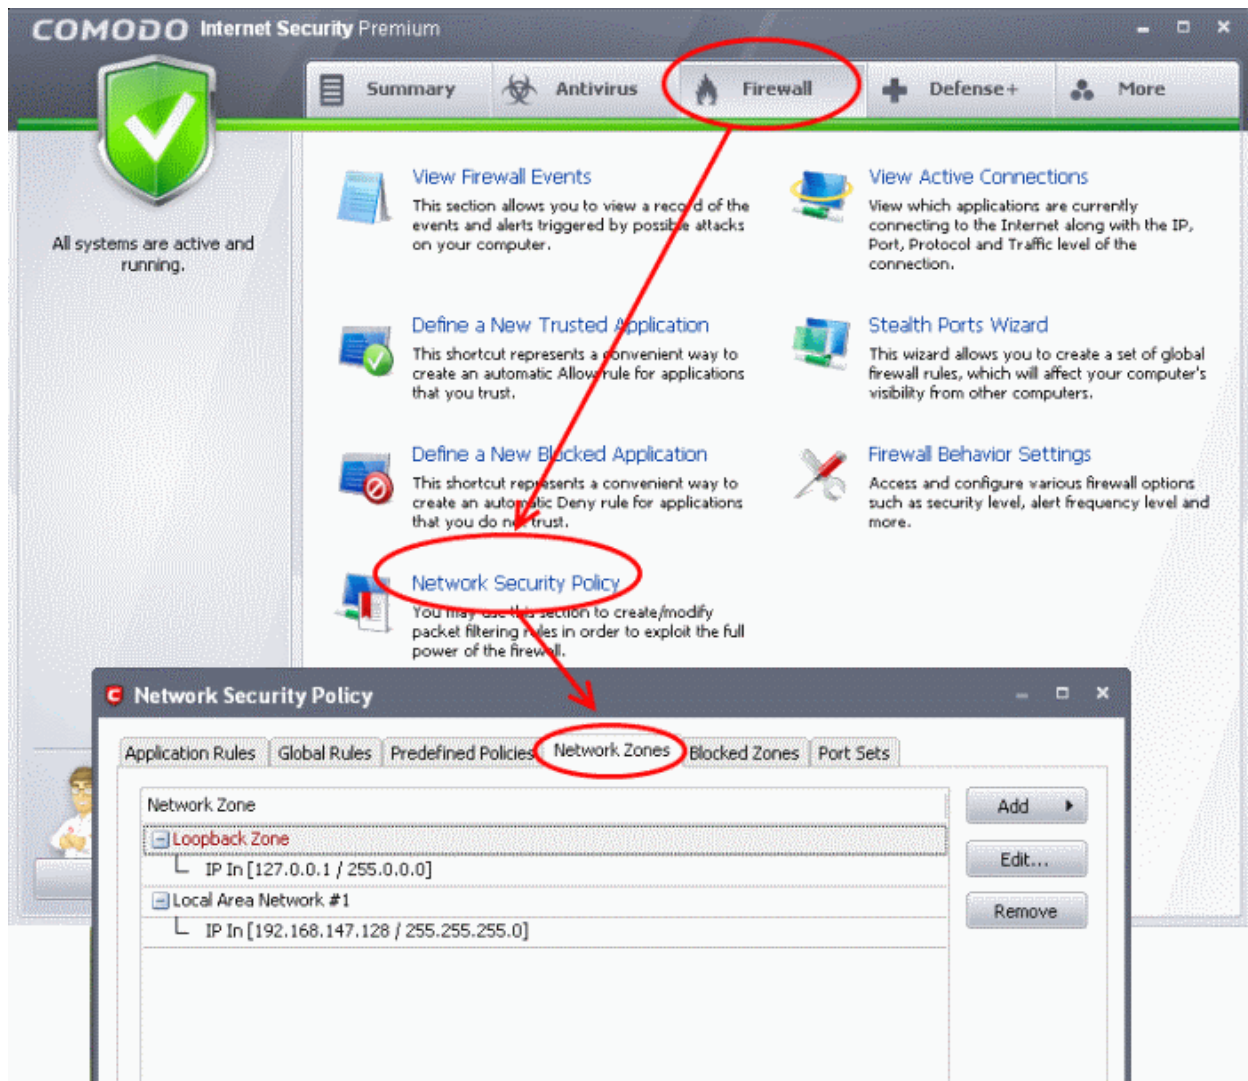 COMODO Internet Security Premium
Summary
Antivirus
Firewall
Defense+
More
All systems are active and
running.
View Firewall Events
This section allows you to view a record of the
events and alerts triggered by possible attacks
on your computer.
View Active Connections
View which applications are currently
connecting to the Internet along with the IP,
Port, Protocol and Traffic level of the
connection.
Define a New Trusted Application
This shortcut represents a convenient way to
create an automatic Allow rule for applications
that you trust.
Stealth Ports Wizard
This wizard allows you to create a set of global
firewall rules, which will affect your computer's
visibility from other computers.
Define a New Blocked Application
This shortcut represents a convenient way to
create an automatic Deny rule for applications
that you do not trust.
Firewall Behavior Settings
Access and configure various firewall options
such as security level, alert frequency level and
more.
Network Security Policy
You may use this section to create/modify
packet filtering rules in order to exploit the full
power of the firewall.
Network Security Policy
Application Rules
Global Rules
Predefined Policies
Network Zones
Blocked Zones
Port Sets
Network Zone
Loopback Zone
IP In [127.0.0.1 / 255.0.0.0]
Local Area Network #1
IP In [192.168.147.128 / 255.255.255.0]
Add
Edit...
Remove